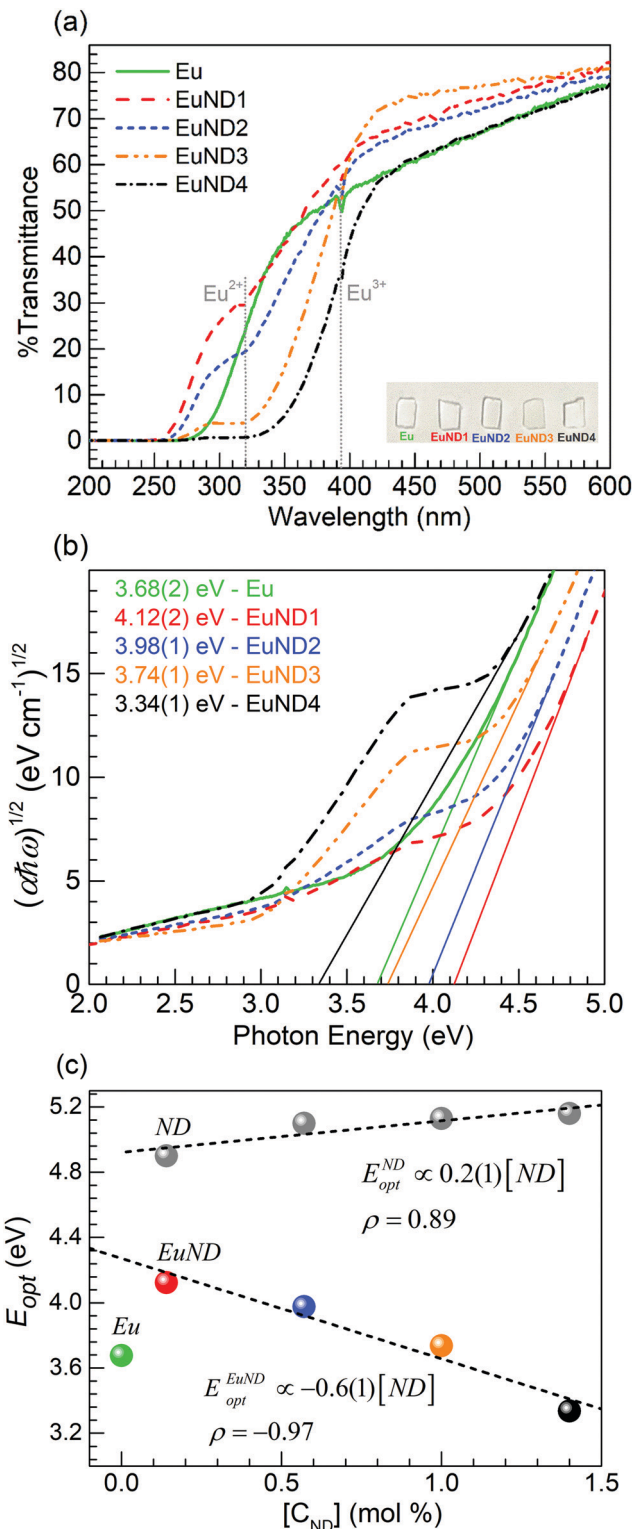 (a)
80
70
60
50
40
30
20
10
0
%Transmittance
Eu
EuND1
EuND2
EuND3
EuND4
Eu2+
Eu3+
Eu EuND1 EuND2 EuND3 EuND4
200 250 300 350 400 450 500 550 600
Wavelength (nm)
(b)
15
10
5
0
(αħω)^1/2 (eV cm^-1)^1/2
3.68(2) eV - Eu
4.12(2) eV - EuND1
3.98(1) eV - EuND2
3.74(1) eV - EuND3
3.34(1) eV - EuND4
2.0 2.5 3.0 3.5 4.0 4.5 5.0
Photon Energy (eV)
(c)
5.2
4.8
4.4
4.0
3.6
3.2
E_opt (eV)
ND
E_opt^ND ∝ 0.2(1)[ND]
ρ = 0.89
EuND
Eu
E_opt^EuND ∝ −0.6(1)[ND]
ρ = −0.97
0.0 0.5 1.0 1.5
[C_ND] (mol %)